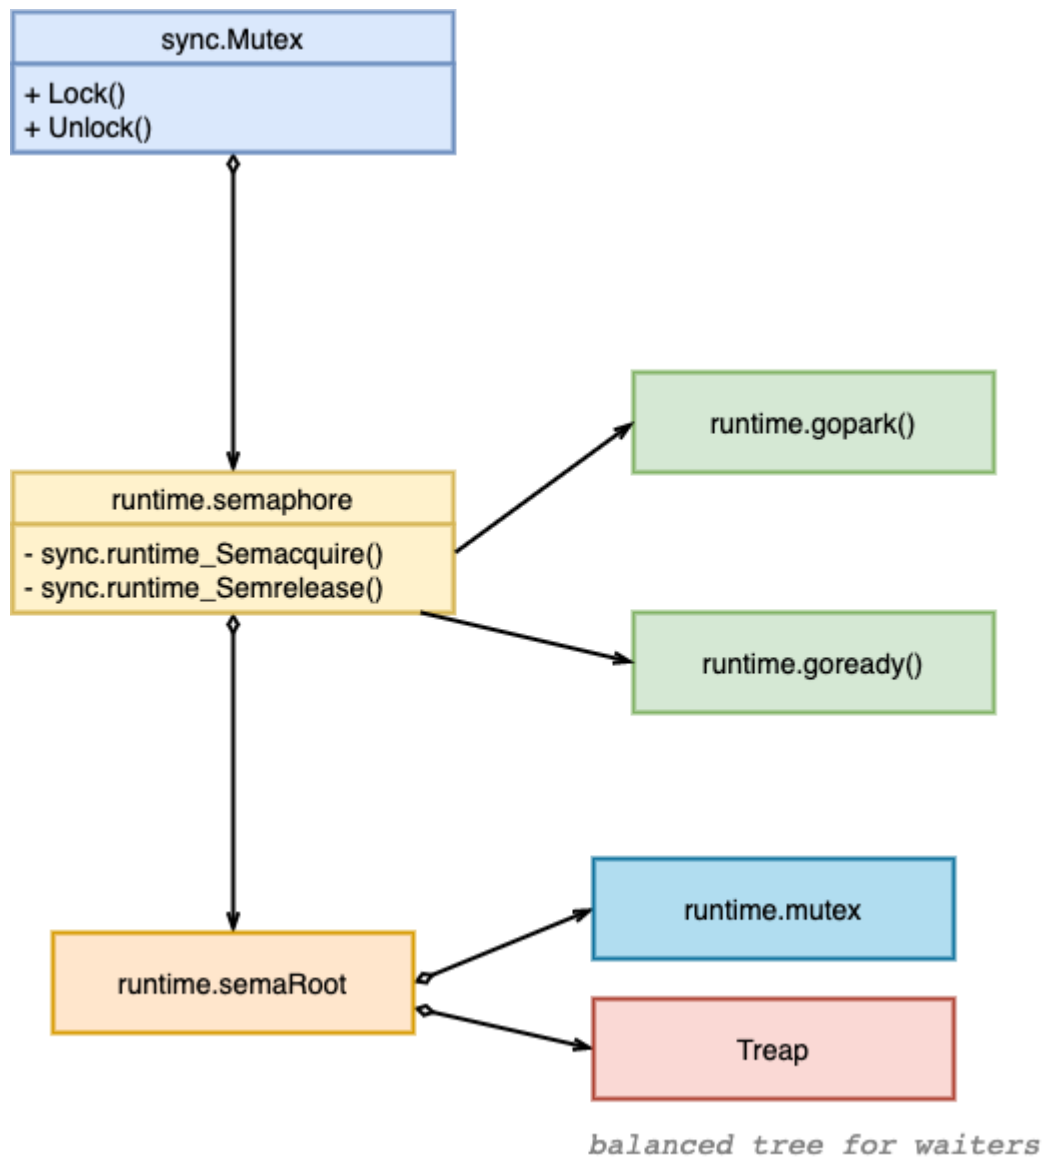 sync.Mutex
+ Lock()
+ Unlock()
runtime.gopark()
runtime.semaphore
- sync.runtime_Semacquire()
- sync.runtime_Semrelease()
runtime.goready()
runtime.mutex
runtime.semaRoot
Treap
balanced tree for waiters